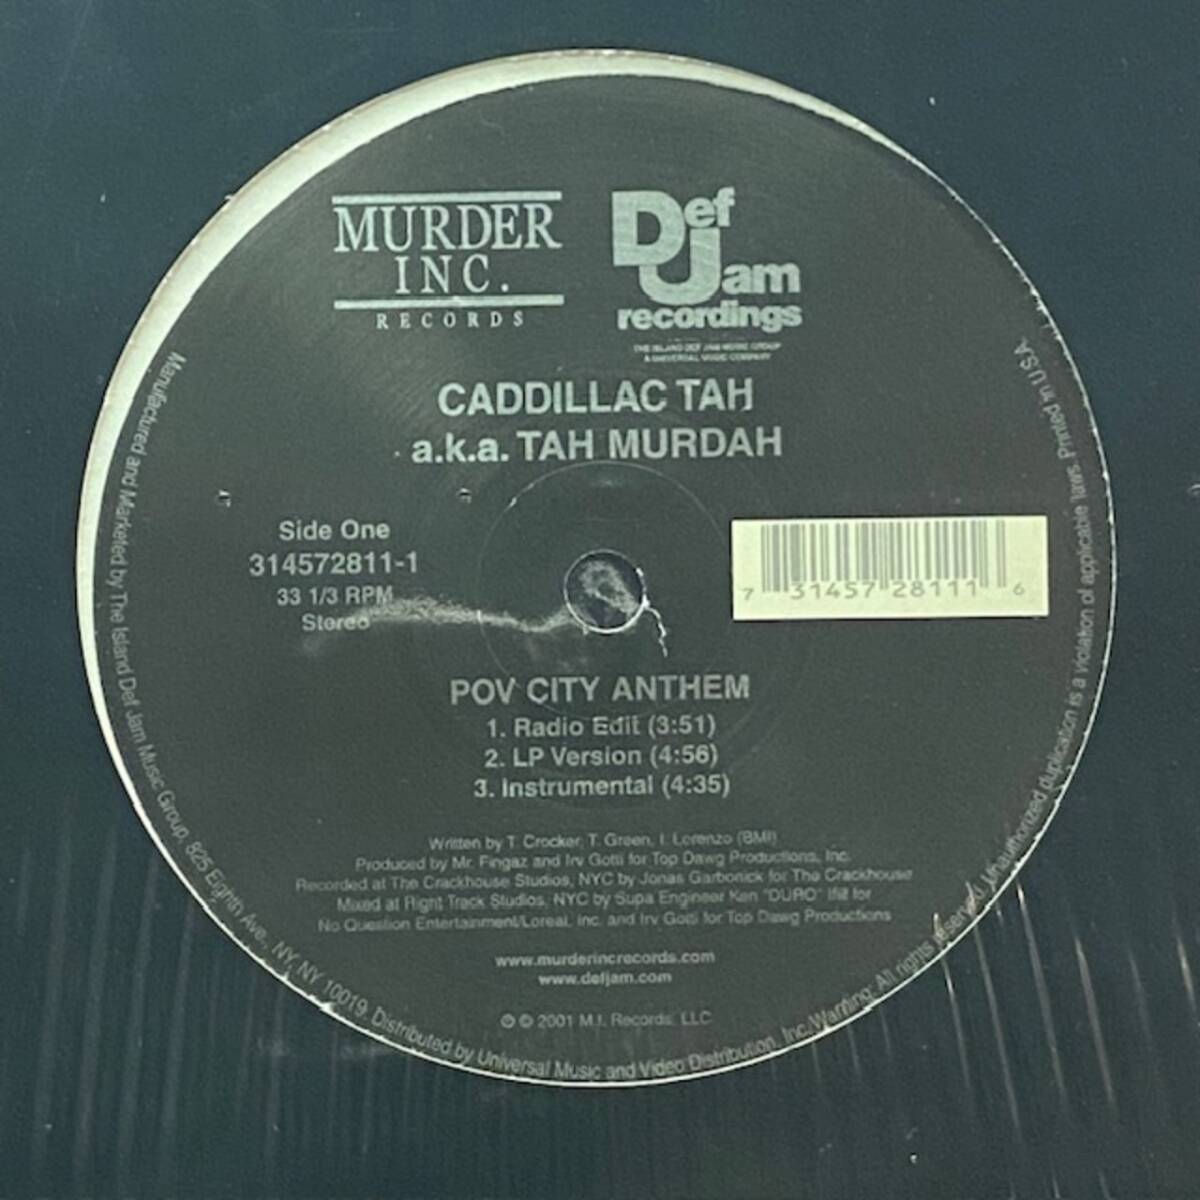 MURDER
INC.
RECORDS
Def
Jam
recordings
THE ISLAND DEF JAM MUSIC GROUP
A UNIVERSAL MUSIC COMPANY
CADDILLAC TAH
a.k.a. TAH MURDAH
Side One
314572811-1
33 1/3 RPM
Stereo
7 31457 28111 6
POV CITY ANTHEM
1. Radio Edit (3:51)
2. LP Version (4:56)
3. Instrumental (4:35)
Written by T. Crocker, T. Green, I. Lorenzo (BMI)
Produced by Mr. Fingaz and Irv Gotti for Top Dawg Productions, Inc.
Recorded at The Crackhouse Studios, NYC by Jonas Garbonick for The Crackhouse
Mixed at Right Track Studios, NYC by Supa Engineer Ken "DURO" Ifill for
No Question Entertainment/Loreal, Inc. and Irv Gotti for Top Dawg Productions
www.murderincrecords.com
www.defjam.com
℗ © 2001 M.I. Records, LLC
Manufactured and Marketed by The Island Def Jam Music Group, 825 Eighth Ave., NY, NY 10019. Distributed by Universal Music and Video Distribution, Inc. Warning: All rights reserved. Unauthorized duplication is a violation of applicable laws. Printed in U.S.A.